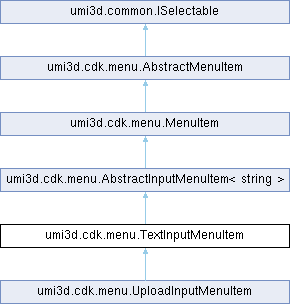 umi3d.common.ISelectable
umi3d.cdk.menu.AbstractMenuItem
umi3d.cdk.menu.MenuItem
umi3d.cdk.menu.AbstractInputMenuItem< string >
umi3d.cdk.menu.TextInputMenuItem
umi3d.cdk.menu.UploadInputMenuItem